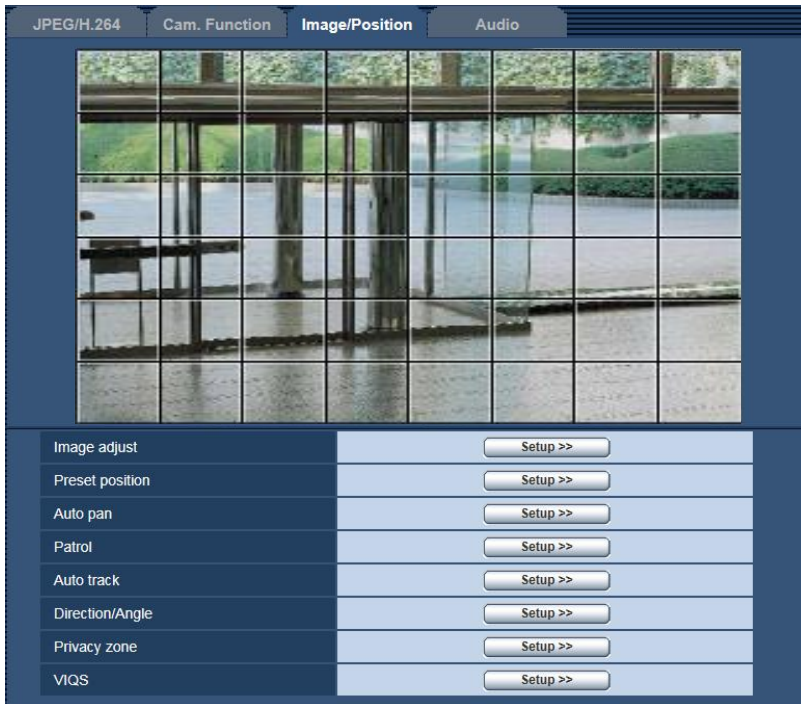 JPEG/H.264 Cam. Function Image/Position Audio
Image adjust Setup >>
Preset position Setup >>
Auto pan Setup >>
Patrol Setup >>
Auto track Setup >>
Direction/Angle Setup >>
Privacy zone Setup >>
VIQS Setup >>